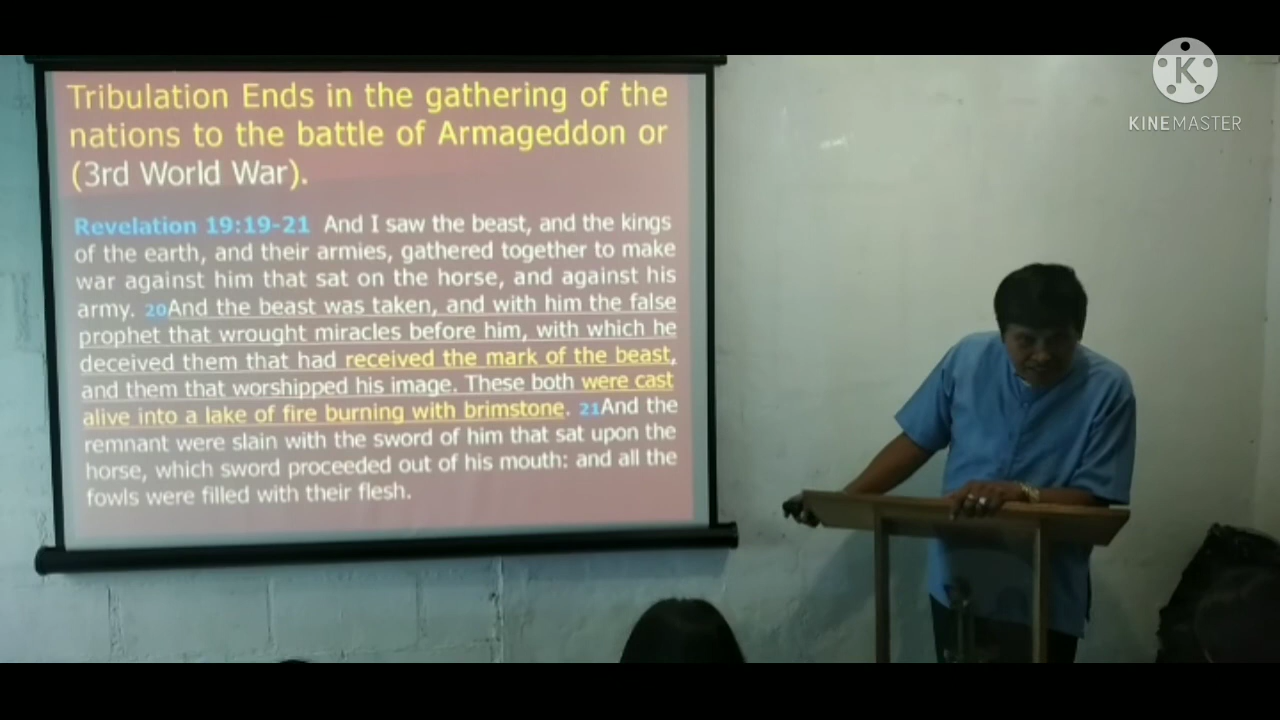 Tribulation Ends in the gathering of the
nations to the battle of Armageddon or
(3rd World War).
Revelation 19:19-21 And I saw the beast, and the kings
of the earth, and their armies, gathered together to make
war against him that sat on the horse, and against his
army. 20And the beast was taken, and with him the false
prophet that wrought miracles before him, with which he
deceived them that had received the mark of the beast,
and them that worshipped his image. These both were cast
alive into a lake of fire burning with brimstone. 21And the
remnant were slain with the sword of him that sat upon the
horse, which sword proceeded out of his mouth: and all the
fowls were filled with their flesh.
K
KINEMASTER